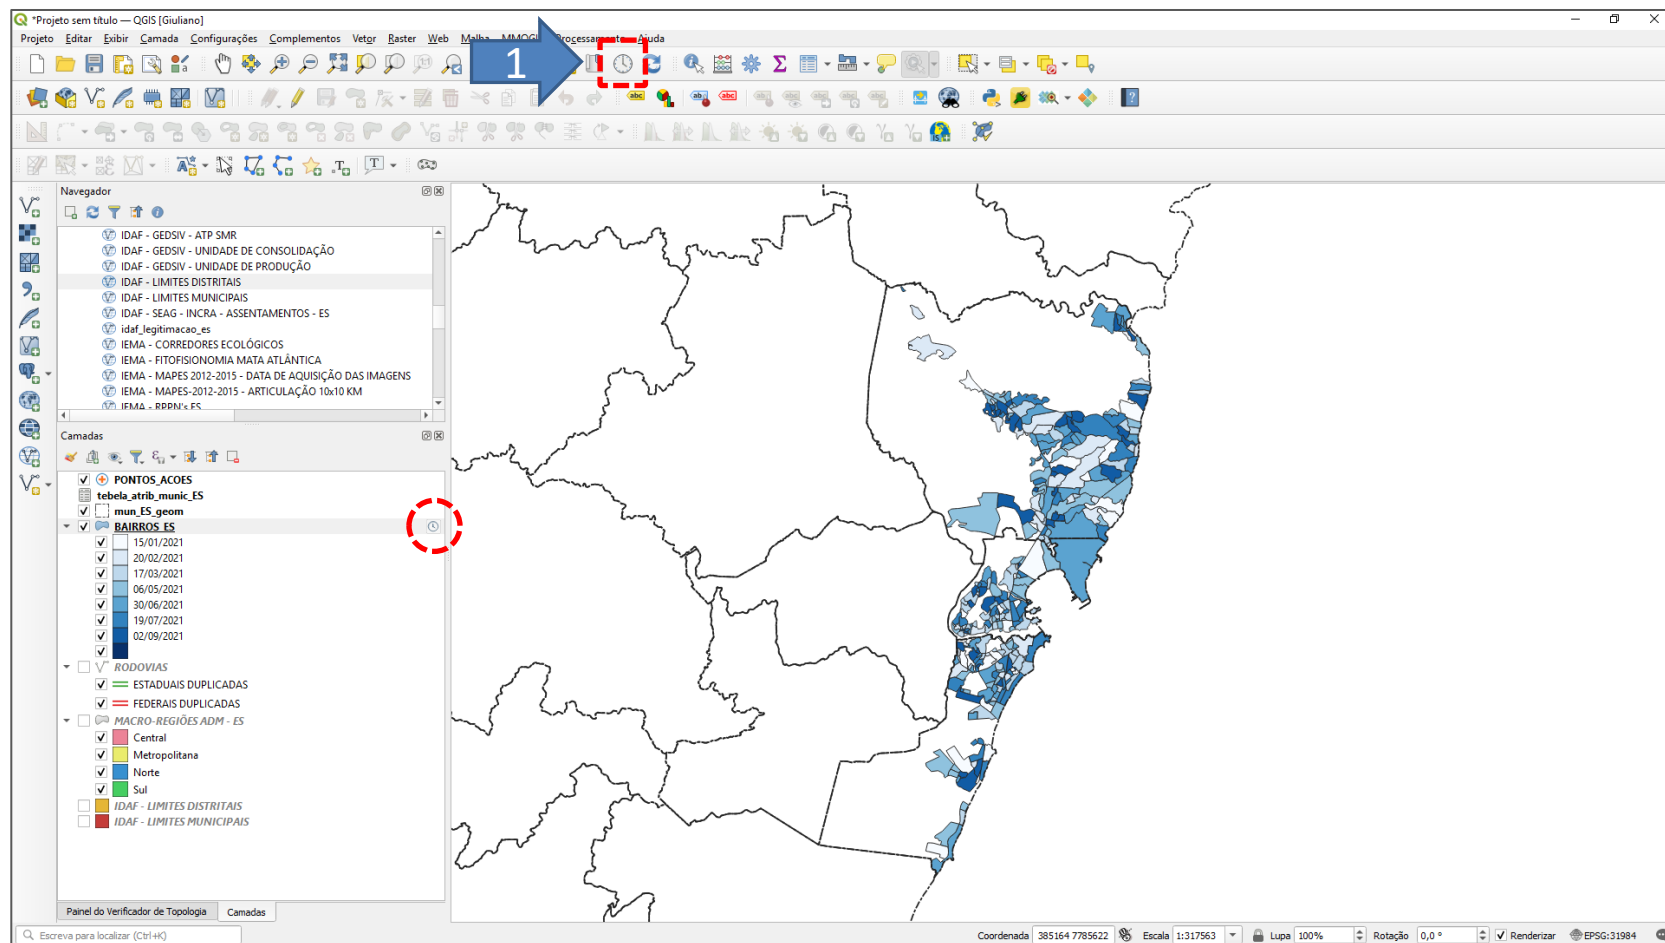 *Projeto sem título — QGIS [Giuliano]
Projeto Editar Exibir Camada Configurações Complementos Vetor Raster Web Malha MMQGIS Processamento Ajuda
1
Navegador
IDAF - GEDSIV - ATP SMR
IDAF - GEDSIV - UNIDADE DE CONSOLIDAÇÃO
IDAF - GEDSIV - UNIDADE DE PRODUÇÃO
IDAF - LIMITES DISTRITAIS
IDAF - LIMITES MUNICIPAIS
IDAF - SEAG - INCRA - ASSENTAMENTOS - ES
idaf_legitimacao_es
IEMA - CORREDORES ECOLÓGICOS
IEMA - FITOFISIONOMIA MATA ATLÂNTICA
IEMA - MAPES 2012-2015 - DATA DE AQUISIÇÃO DAS IMAGENS
IEMA - MAPES-2012-2015 - ARTICULAÇÃO 10x10 KM
IEMA - RPPN's ES
Camadas
PONTOS_ACOES
tebela_atrib_munic_ES
mun_ES_geom
BAIRROS_ES
15/01/2021
20/02/2021
17/03/2021
06/05/2021
30/06/2021
19/07/2021
02/09/2021
RODOVIAS
ESTADUAIS DUPLICADAS
FEDERAIS DUPLICADAS
MACRO-REGIÕES ADM - ES
Central
Metropolitana
Norte
Sul
IDAF - LIMITES DISTRITAIS
IDAF - LIMITES MUNICIPAIS
Painel do Verificador de Topologia Camadas
Escreva para localizar (Ctrl+K) Coordenada 385164 7785622 Escala 1:317563 Lupa 100% Rotação 0,0 ° Renderizar EPSG:31984